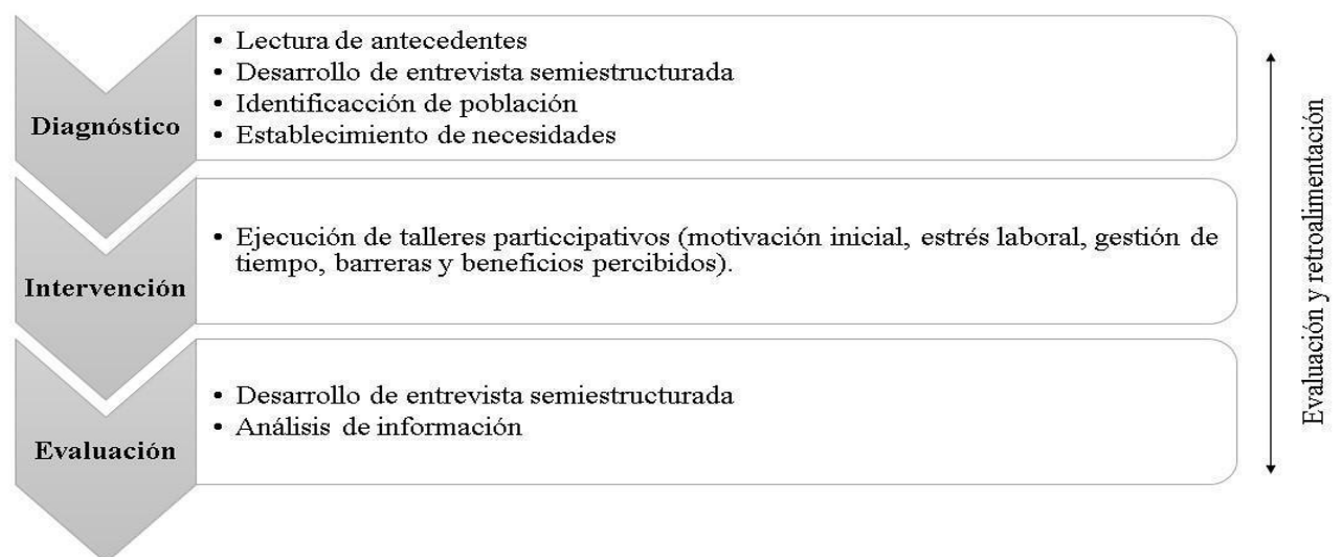 Diagnóstico
• Lectura de antecedentes
• Desarrollo de entrevista semiestructurada
• Identificacción de población
• Establecimiento de necesidades
Intervención
• Ejecución de talleres particcipativos (motivación inicial, estrés laboral, gestión de
tiempo, barreras y beneficios percibidos).
Evaluación
• Desarrollo de entrevista semiestructurada
• Análisis de información
Evaluación y retroalimentación